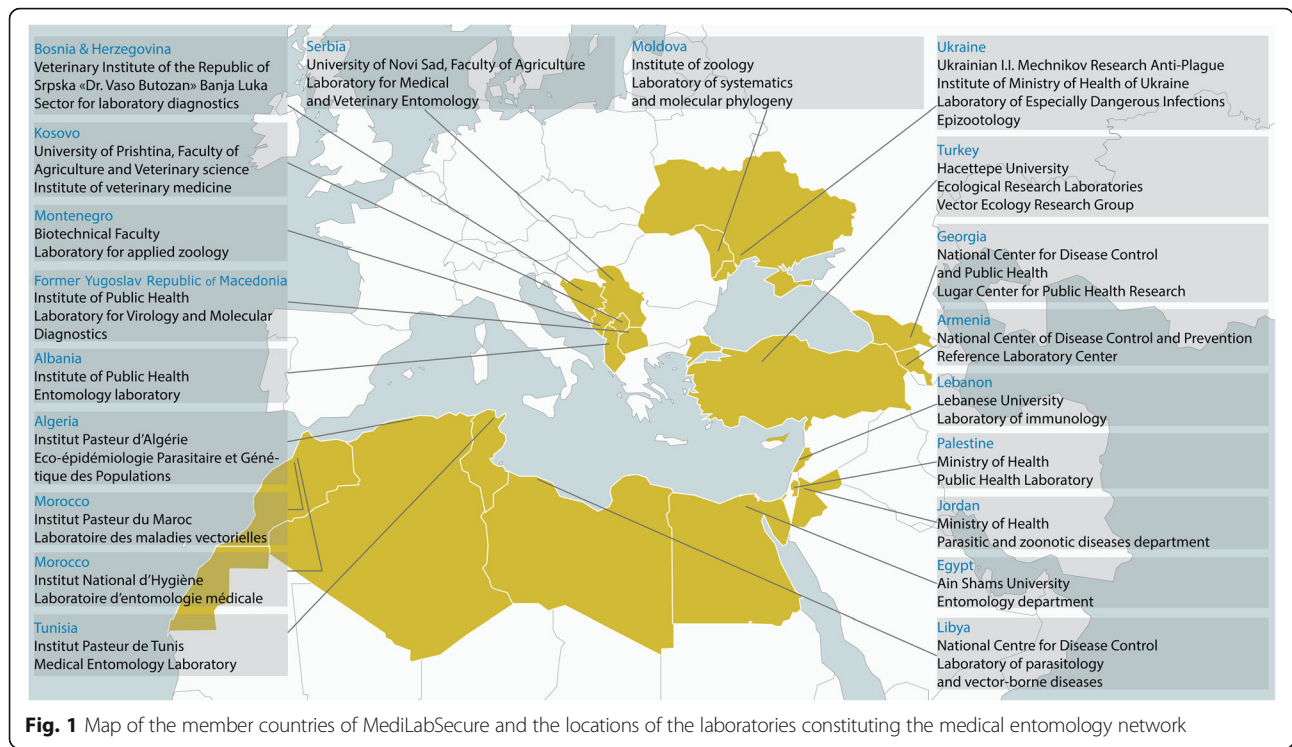 Bosnia & Herzegovina
Veterinary Institute of the Republic of
Srpska «Dr. Vaso Butozan» Banja Luka
Sector for laboratory diagnostics
Kosovo
University of Prishtina, Faculty of
Agriculture and Veterinary science
Institute of veterinary medicine
Montenegro
Biotechnical Faculty
Laboratory for applied zoology
Former Yugoslav Republic of Macedonia
Institute of Public Health
Laboratory for Virology and Molecular
Diagnostics
Albania
Institute of Public Health
Entomology laboratory
Algeria
Institut Pasteur d'Algérie
Eco-épidémiologie Parasitaire et Géné-
tique des Populations
Morocco
Institut Pasteur du Maroc
Laboratoire des maladies vectorielles
Morocco
Institut National d'Hygiène
Laboratoire d'entomologie médicale
Tunisia
Institut Pasteur de Tunis
Medical Entomology Laboratory
Serbia
University of Novi Sad, Faculty of Agriculture
Laboratory for Medical
and Veterinary Entomology
Moldova
Institute of zoology
Laboratory of systematics
and molecular phylogeny
Ukraine
Ukrainian I.I. Mechnikov Research Anti-Plague
Institute of Ministry of Health of Ukraine
Laboratory of Especially Dangerous Infections
Epizootology
Turkey
Hacettepe University
Ecological Research Laboratories
Vector Ecology Research Group
Georgia
National Center for Disease Control
and Public Health
Lugar Center for Public Health Research
Armenia
National Center of Disease Control and Prevention
Reference Laboratory Center
Lebanon
Lebanese University
Laboratory of immunology
Palestine
Ministry of Health
Public Health Laboratory
Jordan
Ministry of Health
Parasitic and zoonotic diseases department
Egypt
Ain Shams University
Entomology department
Libya
National Centre for Disease Control
Laboratory of parasitology
and vector-borne diseases
Fig. 1 Map of the member countries of MediLabSecure and the locations of the laboratories constituting the medical entomology network